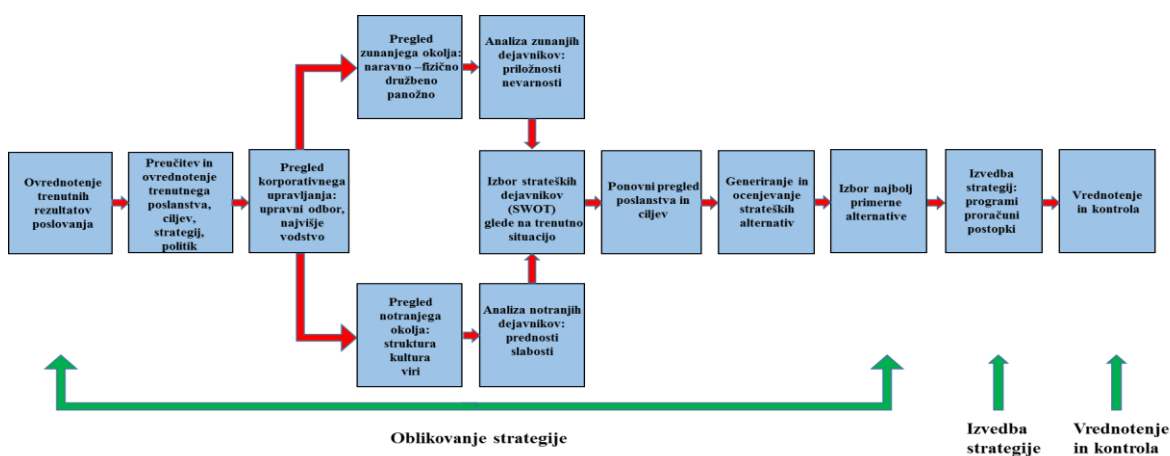 Ovrednotenje
trenutnih
rezultatov
poslovanja
Preučitev in
ovrednotenje
trenutnega
poslanstva,
ciljev,
strategij,
politik
Pregled
korporativnega
upravljanja:
upravni odbor,
najvišje
vodstvo
Pregled
zunanjega okolja:
naravno –fizično
družbeno
panožno
Analiza zunanjih
dejavnikov:
priložnosti
nevarnosti
Pregled
notranjega
okolja:
struktura
kultura
viri
Analiza notranjih
dejavnikov:
prednosti
slabosti
Izbor strateških
dejavnikov
(SWOT)
glede na trenutno
situacijo
Ponovni pregled
poslanstva in
ciljev
Generiranje in
ocenjevanje
strateških
alternativ
Izbor najbolj
primerne
alternative
Izvedba
strategij:
programi
proračuni
postopki
Vrednotenje
in kontrola
Oblikovanje strategije
Izvedba
strategije
Vrednotenje
in kontrola